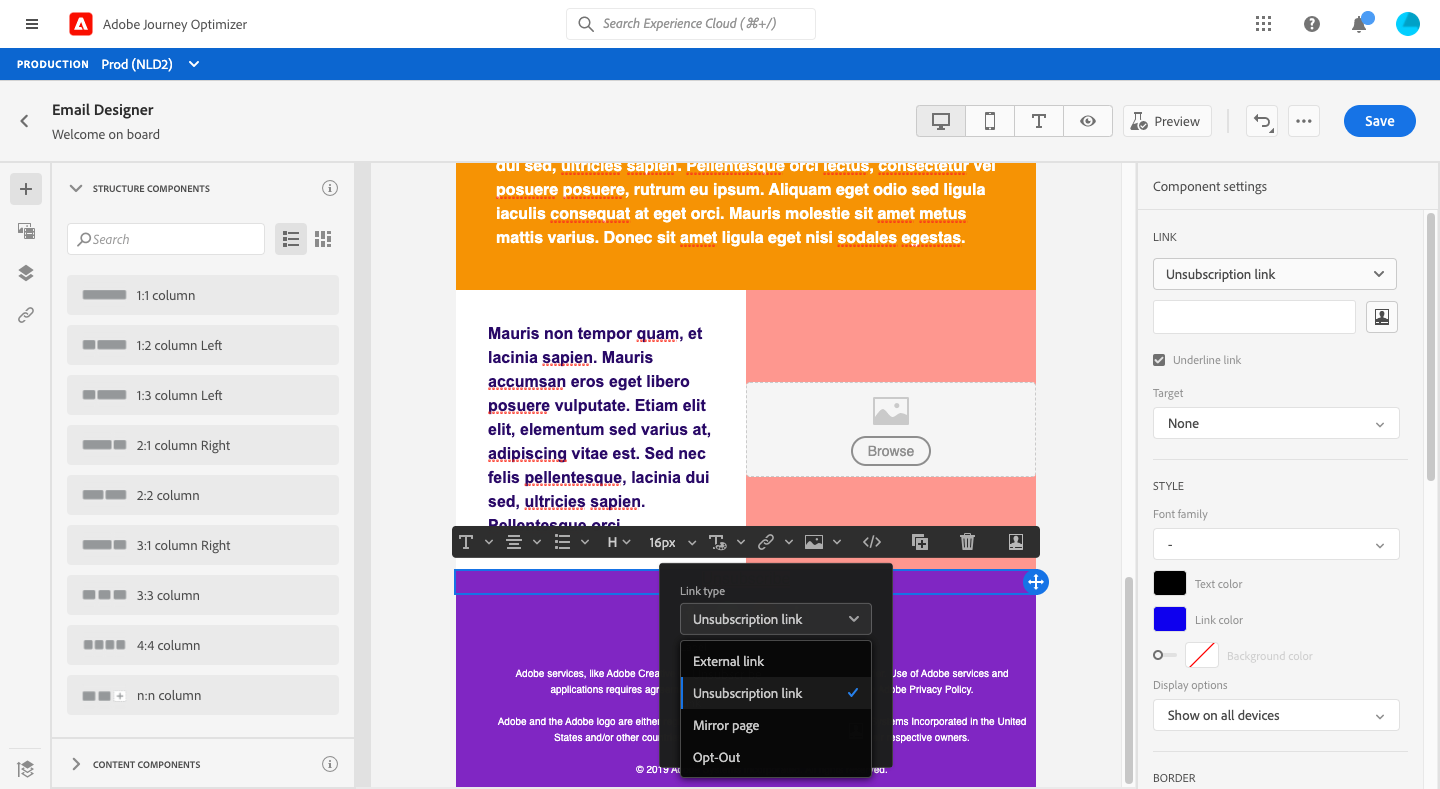 Adobe Journey Optimizer
Search Experience Cloud (⌘+/)
PRODUCTION Prod (NLD2)
Email Designer
Welcome on board
Preview
Save
STRUCTURE COMPONENTS
Search
1:1 column
1:2 column Left
1:3 column Left
2:1 column Right
2:2 column
3:1 column Right
3:3 column
4:4 column
n:n column
CONTENT COMPONENTS
dui sed, ultricies sapien. Pellentesque orci lectus, consectetur vel
posuere posuere, rutrum eu ipsum. Aliquam eget odio sed ligula
iaculis consequat at eget orci. Mauris molestie sit amet metus
mattis varius. Donec sit amet ligula eget nisi sodales egestas.
Mauris non tempor quam, et
lacinia sapien. Mauris
accumsan eros eget libero
posuere vulputate. Etiam elit
elit, elementum sed varius at,
adipiscing vitae est. Sed nec
felis pellentesque, lacinia dui
sed, ultricies sapien.
Pellentesque orci
Browse
H
16px
Link type
Unsubscription link
External link
Unsubscription link
Mirror page
Opt-Out
Adobe services, like Adobe Crea Use of Adobe services and
applications requires agr be Privacy Policy.
Adobe and the Adobe logo are either ems Incorporated in the United
States and/or other cou espective owners.
© 2019 A ved.
Component settings
LINK
Unsubscription link
Underline link
Target
None
STYLE
Font family
-
Text color
Link color
Background color
Display options
Show on all devices
BORDER